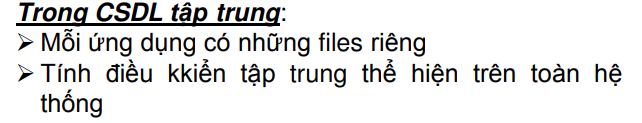 Trong CSDL tập trung:
➢ Mỗi ứng dụng có những files riêng
➢ Tính điều kkiển tập trung thể hiện trên toàn hệ
thống